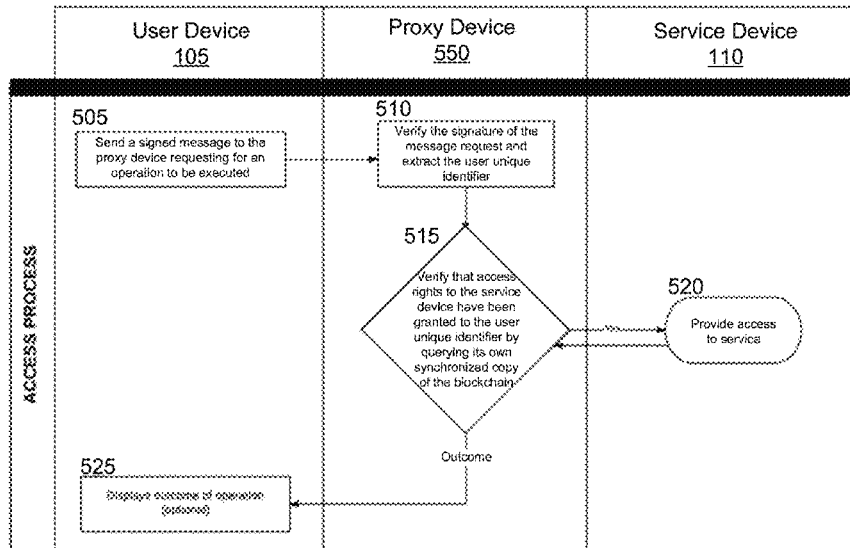 User Device
105
Proxy Device
550
Service Device
110
ACCESS PROCESS
505
Send a signed message to the
proxy device requesting for an
operation to be executed
510
Verify the signature of the
message request and
extract the user unique
identifier
515
Verify that access
rights to the service
device have been
granted to the user
unique identifier by
querying its own
synchronized copy
of the blockchain
Yes
520
Provide access
to service
Outcome
525
Displays outcome of operation
(optional)